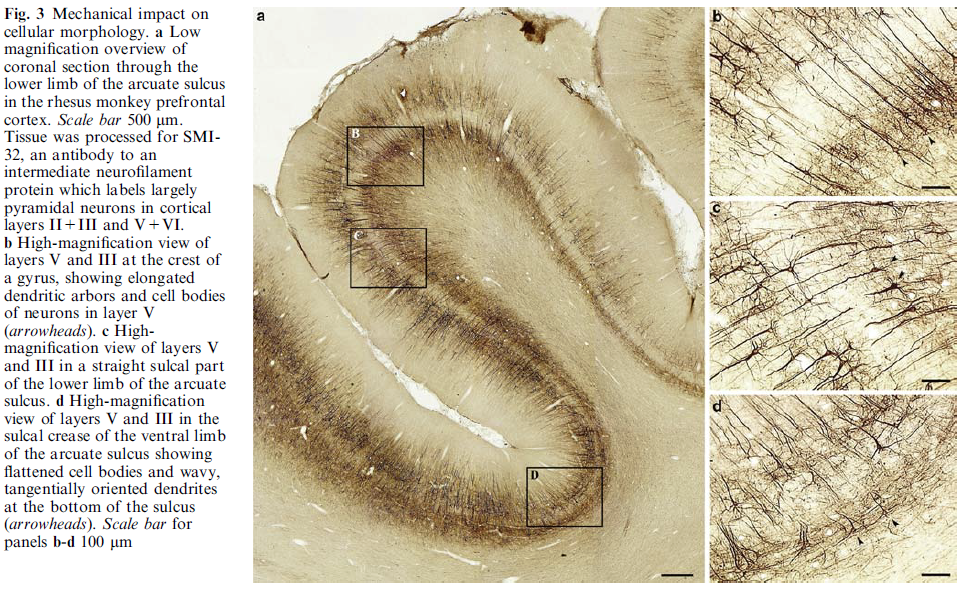 Fig. 3 Mechanical impact on
cellular morphology. a Low
magnification overview of
coronal section through the
lower limb of the arcuate sulcus
in the rhesus monkey prefrontal
cortex. Scale bar 500 μm.
Tissue was processed for SMI-
32, an antibody to an
intermediate neurofilament
protein which labels largely
pyramidal neurons in cortical
layers II+III and V+VI.
b High-magnification view of
layers V and III at the crest of
a gyrus, showing elongated
dendritic arbors and cell bodies
of neurons in layer V
(arrowheads). c High-
magnification view of layers V
and III in a straight sulcal part
of the lower limb of the arcuate
sulcus. d High-magnification
view of layers V and III in the
sulcal crease of the ventral limb
of the arcuate sulcus showing
flattened cell bodies and wavy,
tangentially oriented dendrites
at the bottom of the sulcus
(arrowheads). Scale bar for
panels b-d 100 μm
a
B
C
D
b
c
d